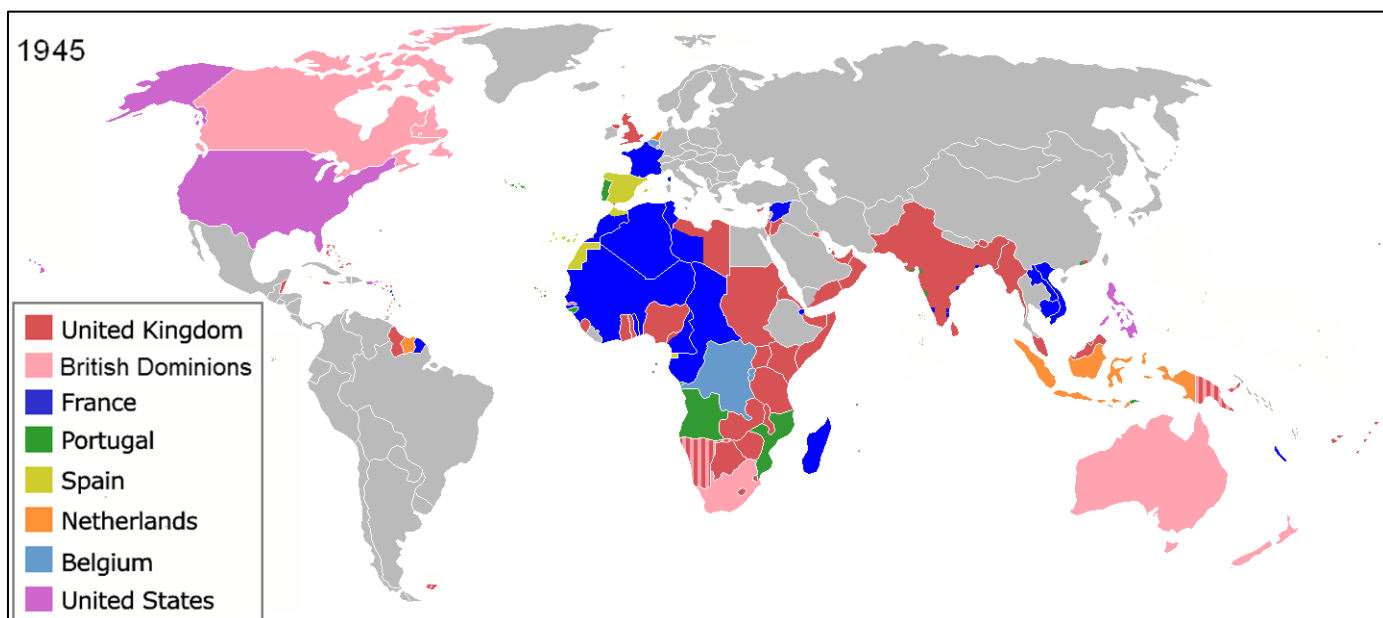 1945
United Kingdom
British Dominions
France
Portugal
Spain
Netherlands
Belgium
United States